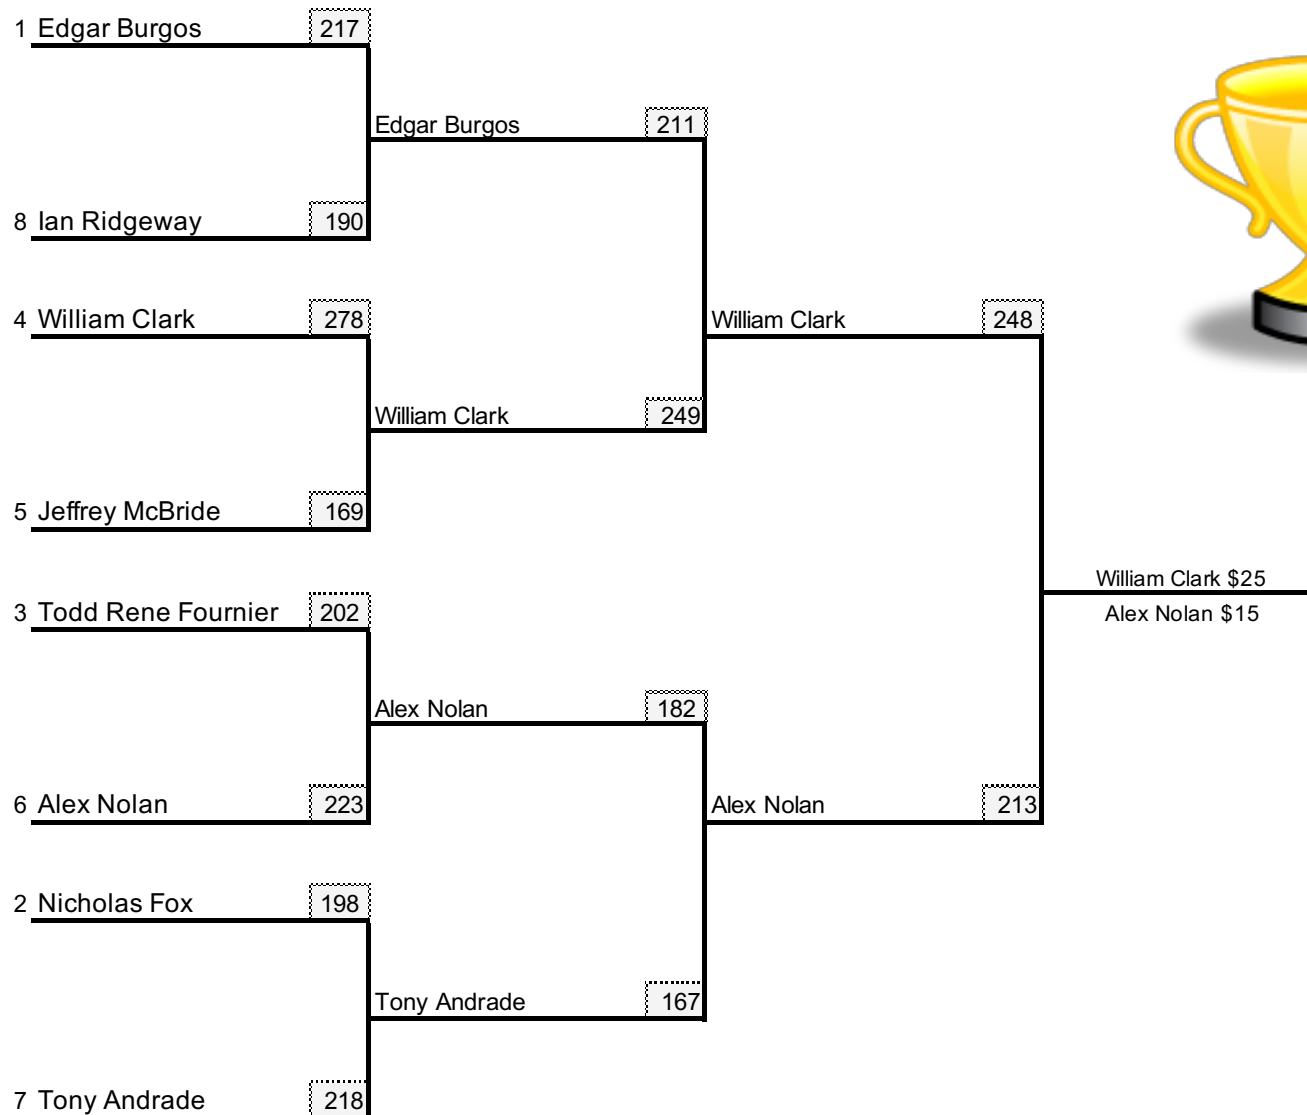 1 Edgar Burgos 217
Edgar Burgos 211
8 Ian Ridgeway 190
4 William Clark 278
William Clark 248
William Clark 249
5 Jeffrey McBride 169
William Clark $25
3 Todd Rene Fournier 202
Alex Nolan $15
Alex Nolan 182
6 Alex Nolan 223
Alex Nolan 213
2 Nicholas Fox 198
Tony Andrade 167
7 Tony Andrade 218